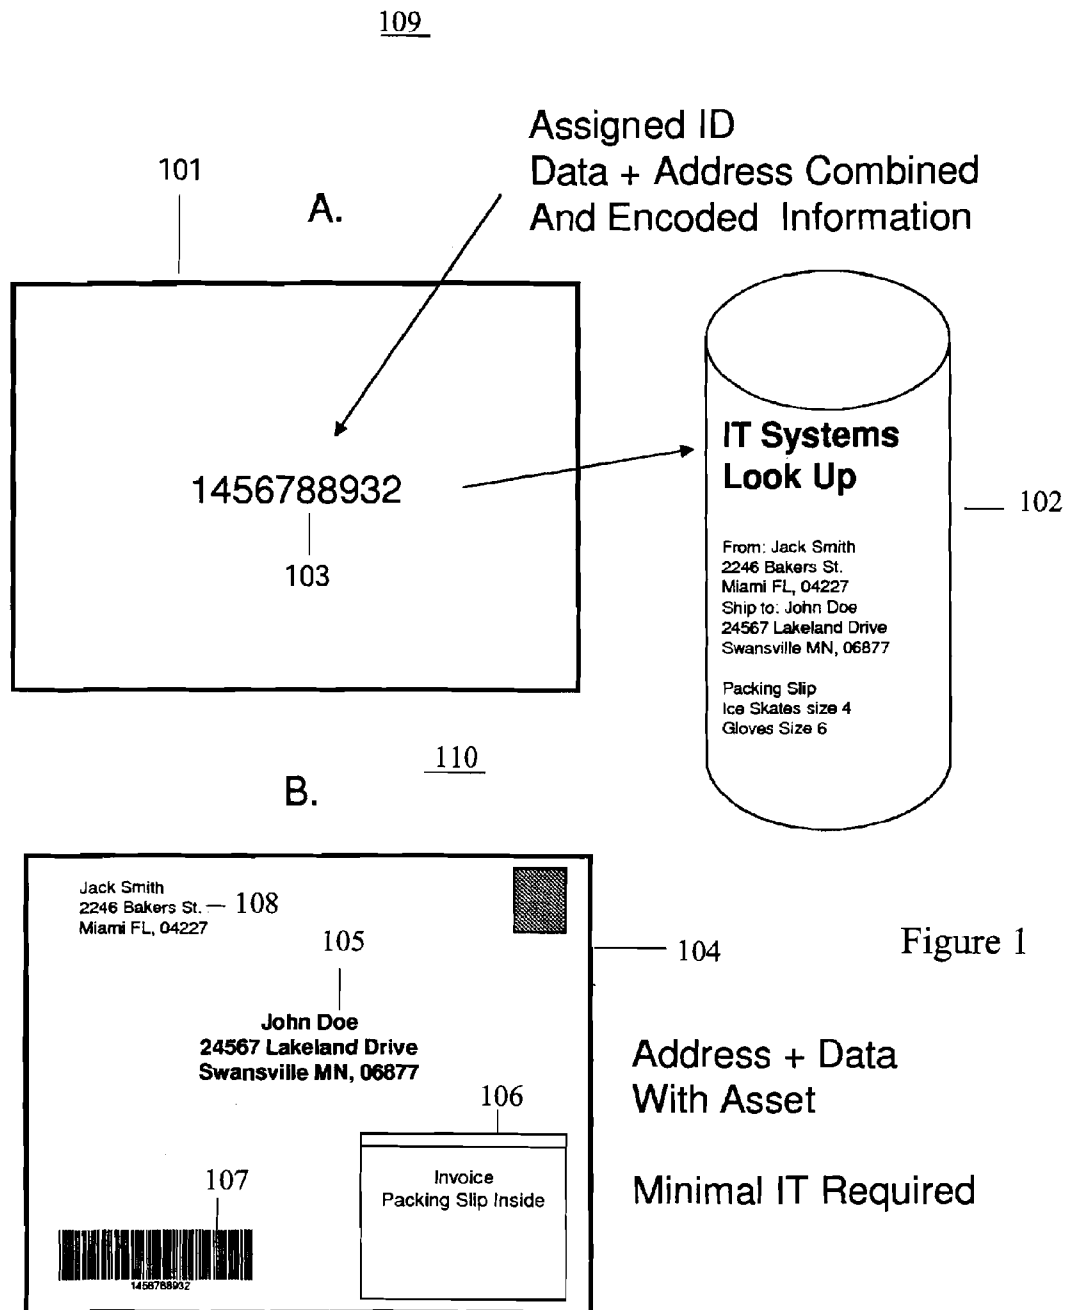 109
Assigned ID
Data + Address Combined
And Encoded Information
101
A.
1456788932
103
IT Systems
Look Up
From: Jack Smith
2246 Bakers St.
Miami FL, 04227
Ship to: John Doe
24567 Lakeland Drive
Swansville MN, 06877
Packing Slip
Ice Skates size 4
Gloves Size 6
102
110
B.
Jack Smith
2246 Bakers St.
Miami FL, 04227
108
105
John Doe
24567 Lakeland Drive
Swansville MN, 06877
104
Figure 1
Address + Data
With Asset
Minimal IT Required
106
Invoice
Packing Slip Inside
107
1456788932